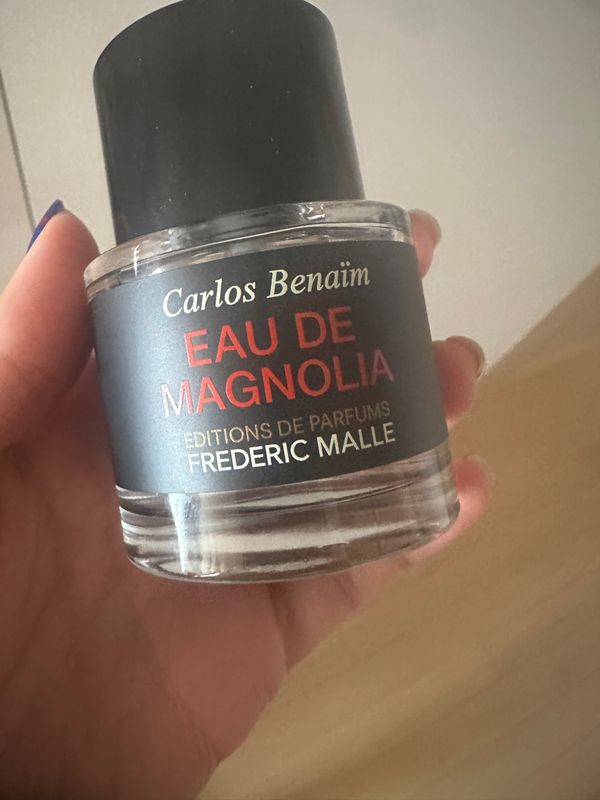 Carlos Benaïm
EAU DE
MAGNOLIA
EDITIONS DE PARFUMS
FREDERIC MALLE